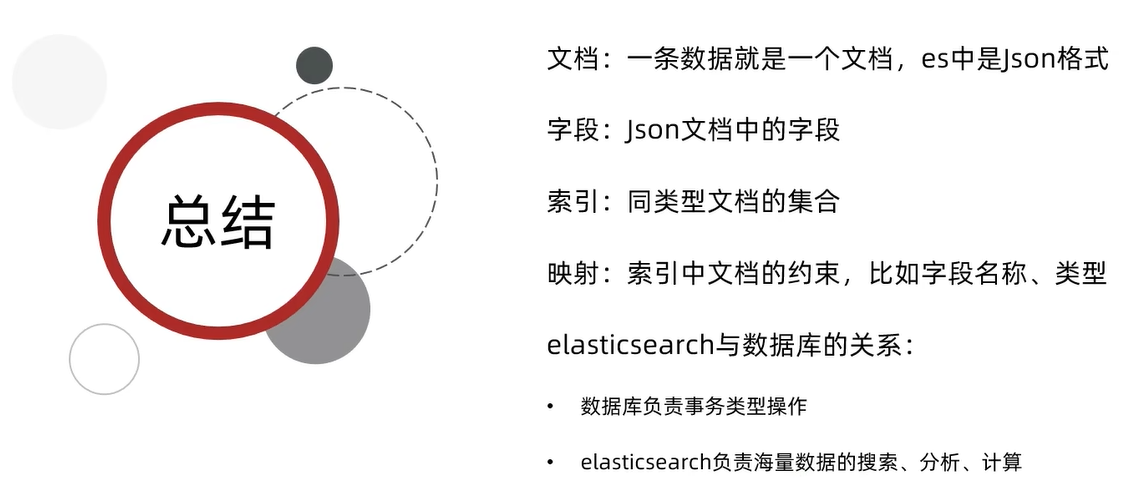 总结
文档：一条数据就是一个文档，es中是Json格式
字段：Json文档中的字段
索引：同类型文档的集合
映射：索引中文档的约束，比如字段名称、类型
elasticsearch与数据库的关系：
• 数据库负责事务类型操作
• elasticsearch负责海量数据的搜索、分析、计算